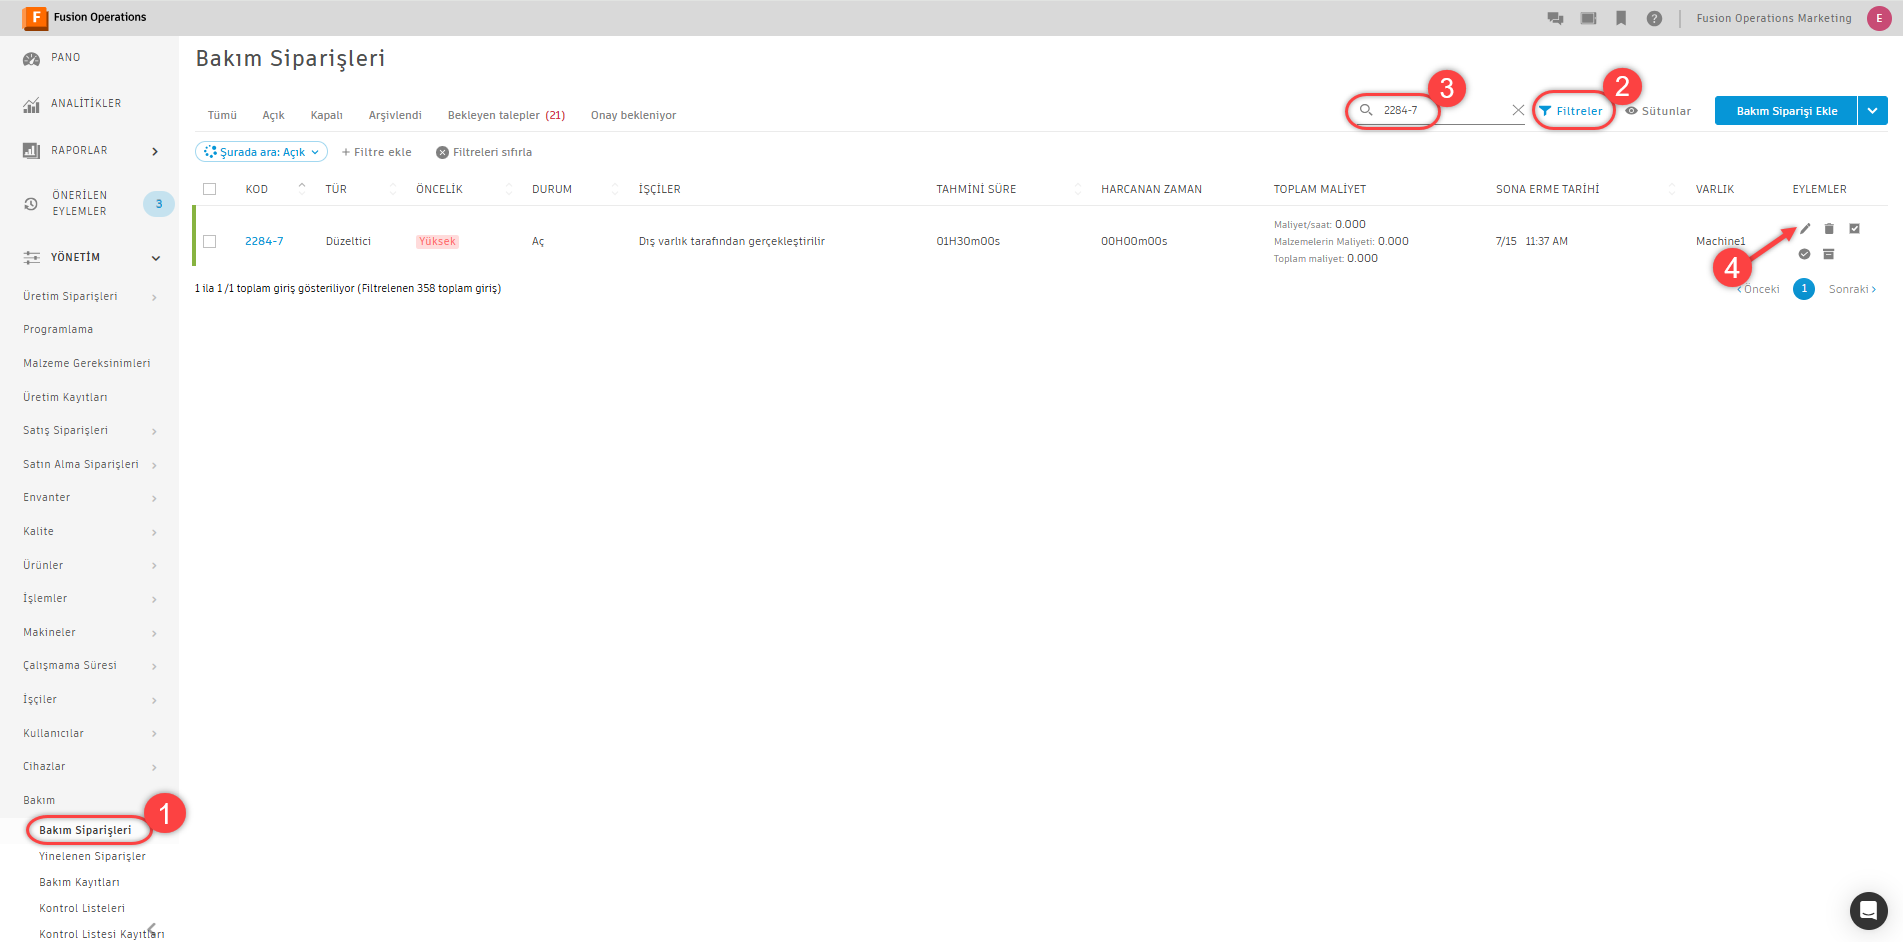 F Fusion Operations
Fusion Operations Marketing E
PANO
ANALİTİKLER
RAPORLAR
ÖNERİLEN
EYLEMLER
3
YÖNETİM
Üretim Siparişleri
Programlama
Malzeme Gereksinimleri
Üretim Kayıtları
Satış Siparişleri
Satın Alma Siparişleri
Envanter
Kalite
Ürünler
İşlemler
Makineler
Çalışmama Süresi
İşçiler
Kullanıcılar
Cihazlar
Bakım
Bakım Siparişleri
1
Yinelenen Siparişler
Bakım Kayıtları
Kontrol Listeleri
Kontrol Listesi Kayıtları
Bakım Siparişleri
Tümü Açık Kapalı Arşivlendi Bekleyen talepler (21) Onay bekleniyor
2284-7 3 Filtreler 2 Sütunlar Bakım Siparişi Ekle
Şurada ara: Açık + Filtre ekle Filtreleri sıfırla
KOD TÜR ÖNCELİK DURUM İŞÇİLER TAHMİNİ SÜRE HARCANAN ZAMAN TOPLAM MALİYET SONA ERME TARİHİ VARLIK EYLEMLER
2284-7 Düzeltici Yüksek Aç Dış varlık tarafından gerçekleştirilir 01H30m00s 00H00m00s
Maliyet/saat: 0.000
Malzemelerin Maliyeti: 0.000
Toplam maliyet: 0.000
7/15 11:37 AM Machine1
4
1 ila 1 /1 toplam giriş gösteriliyor (Filtrelenen 358 toplam giriş)
‹ Önceki 1 Sonraki ›